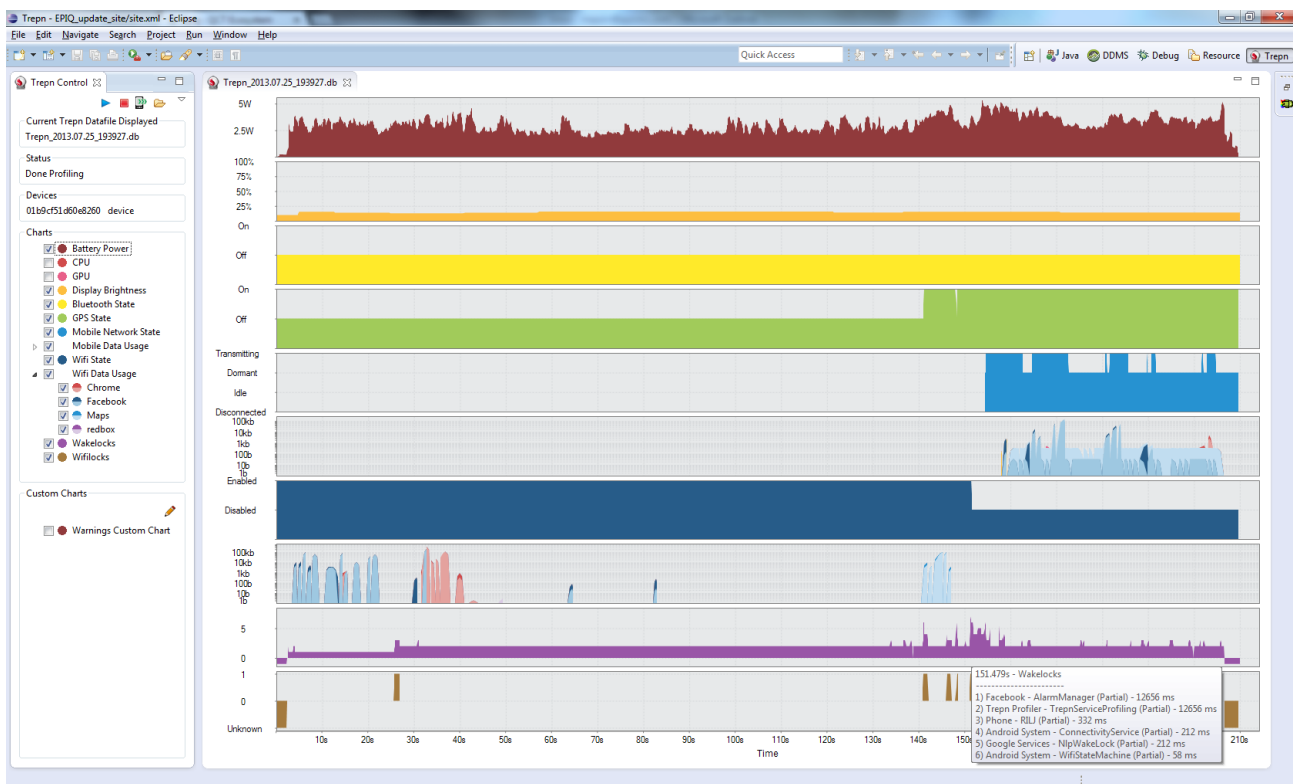 Trepn - EPIQ_update_site/site.xml - Eclipse
File Edit Navigate Search Project Run Window Help
Quick Access
Java DDMS Debug Resource Trepn
Trepn Control
Current Trepn Datafile Displayed
Trepn_2013.07.25_193927.db
Status
Done Profiling
Devices
01b9cf51d60e8260 device
Charts
Battery Power
CPU
GPU
Display Brightness
Bluetooth State
GPS State
Mobile Network State
Mobile Data Usage
Wifi State
Wifi Data Usage
Chrome
Facebook
Maps
redbox
Wakelocks
Wifilocks
Custom Charts
Warnings Custom Chart
Trepn_2013.07.25_193927.db
5W
2.5W
100%
75%
50%
25%
On
Off
On
Off
Transmitting
Dormant
Idle
Disconnected
100kb
10kb
1kb
100b
10b
1b
Enabled
Disabled
100kb
10kb
1kb
100b
10b
1b
5
0
1
0
Unknown
10s 20s 30s 40s 50s 60s 70s 80s 90s 100s 110s 120s 130s 140s 150s 210s
Time
151.479s - Wakelocks
------------------------
1) Facebook - AlarmManager (Partial) - 12656 ms
2) Trepn Profiler - TrepnServiceProfiling (Partial) - 12656 ms
3) Phone - RILJ (Partial) - 332 ms
4) Android System - ConnectivityService (Partial) - 212 ms
5) Google Services - NlpWakeLock (Partial) - 212 ms
6) Android System - WifiStateMachine (Partial) - 58 ms